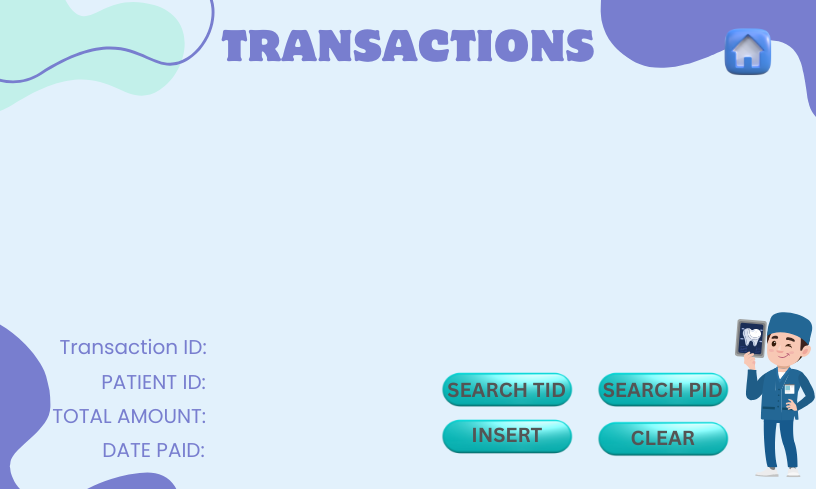 TRANSACTIONS
Transaction ID:
PATIENT ID:
TOTAL AMOUNT:
DATE PAID:
SEARCH TID
SEARCH PID
INSERT
CLEAR